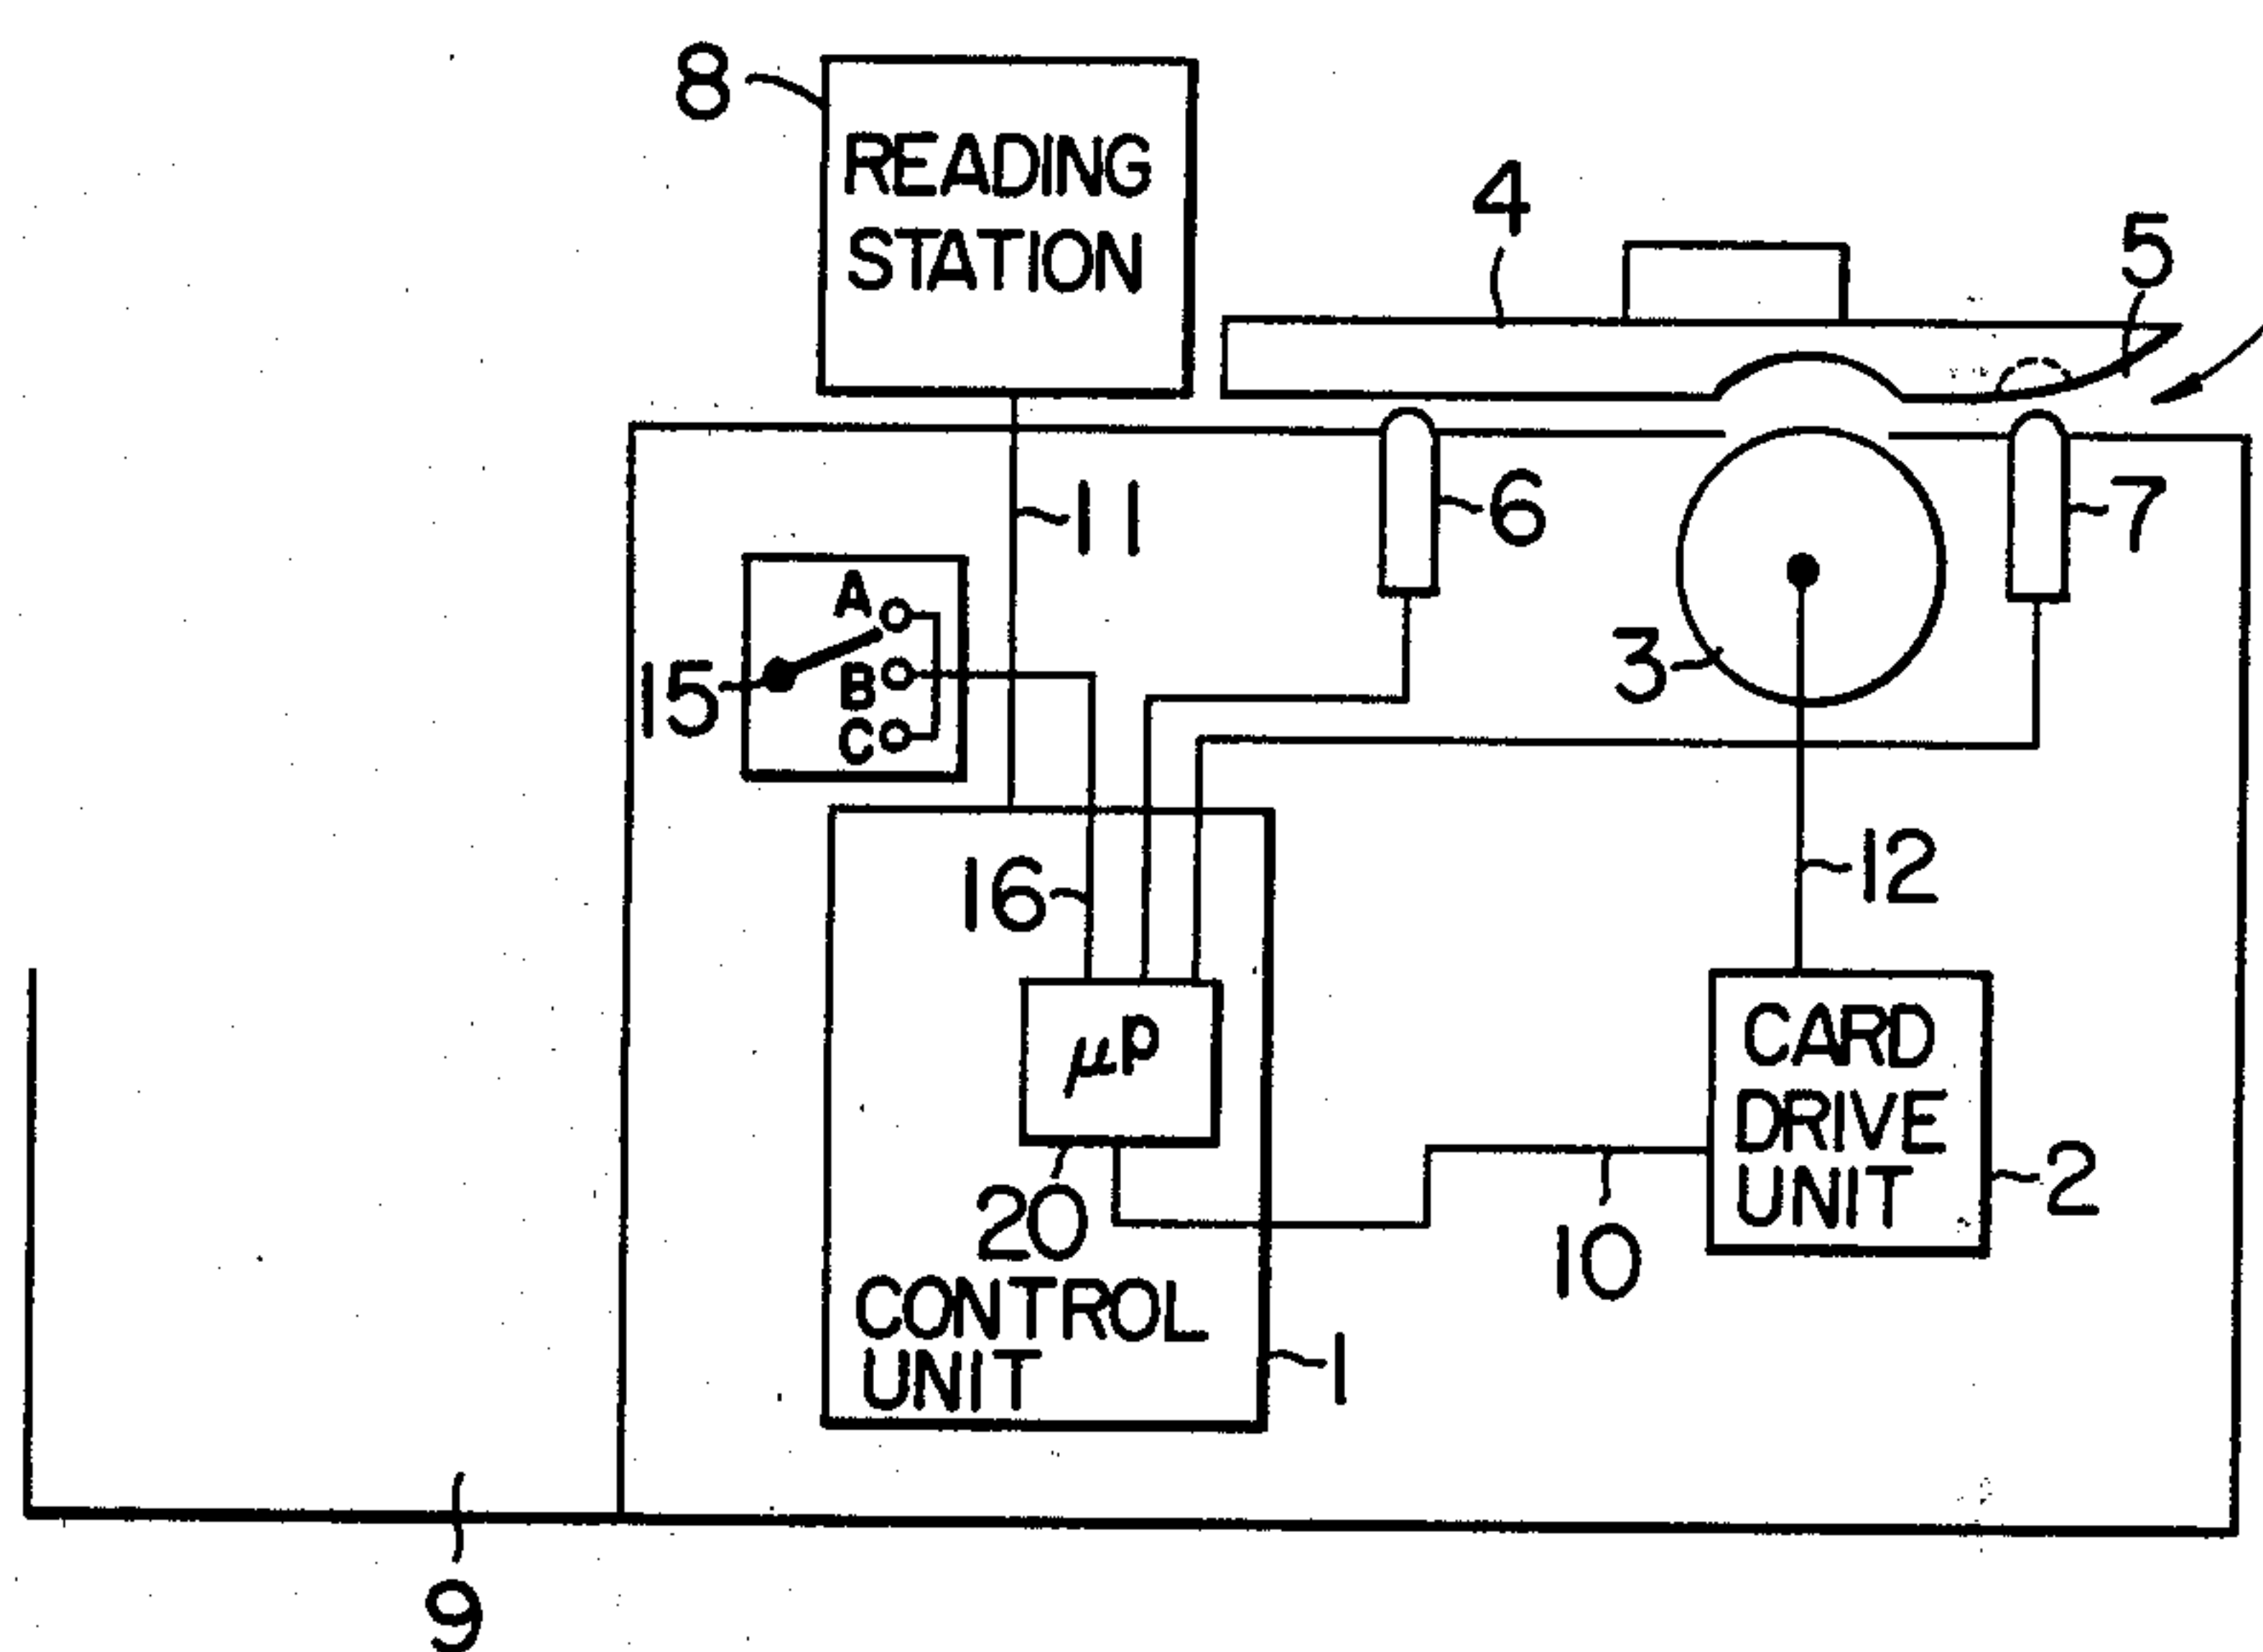 8
READING
STATION
4
5
11
6
7
A
15
B
C
3
16
12
μP
CARD
DRIVE
UNIT
2
20
10
CONTROL
UNIT
1
9